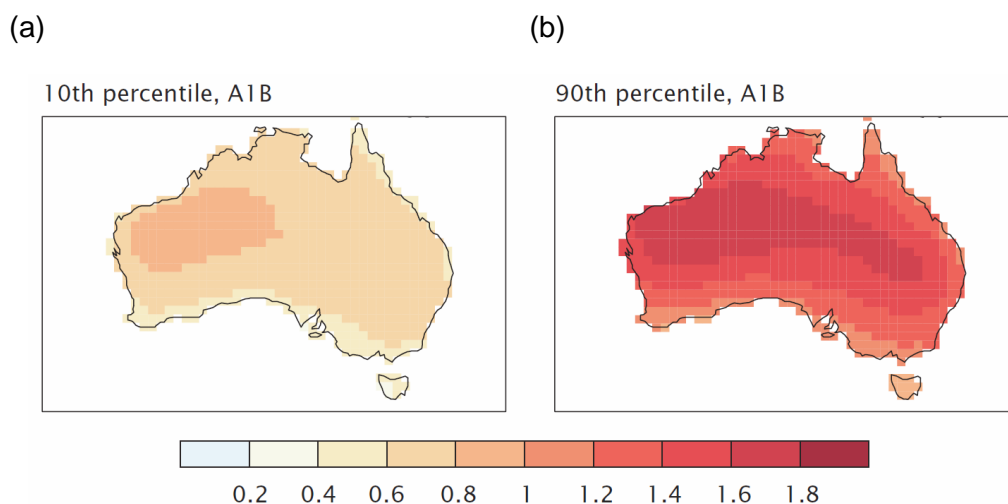 (a)
(b)
10th percentile, A1B
90th percentile, A1B
0.2 0.4 0.6 0.8 1 1.2 1.4 1.6 1.8